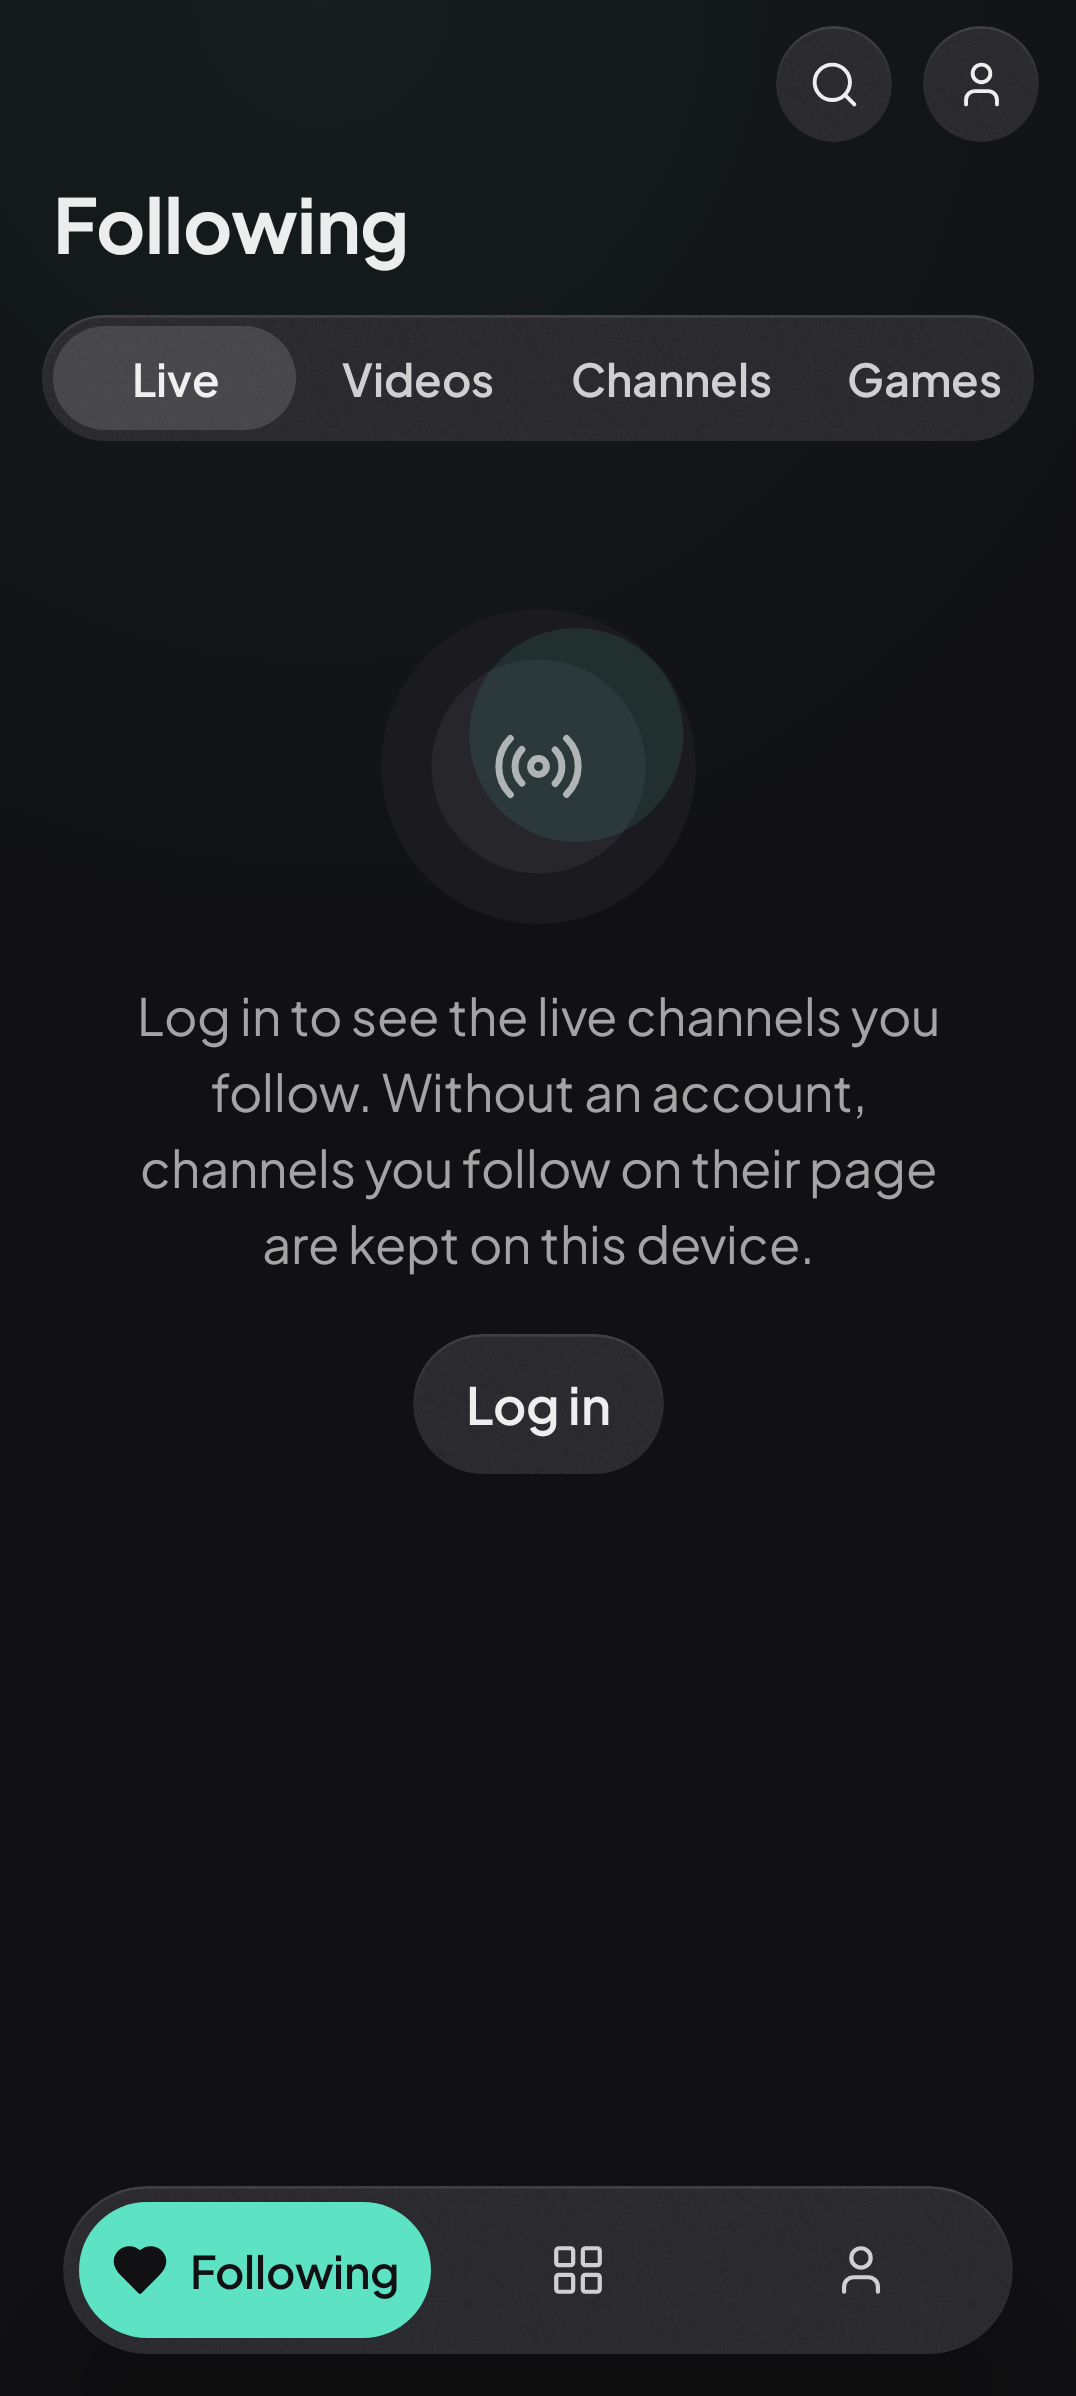 Following
Live
Videos
Channels
Games
Log in to see the live channels you
follow. Without an account,
channels you follow on their page
are kept on this device.
Log in
Following